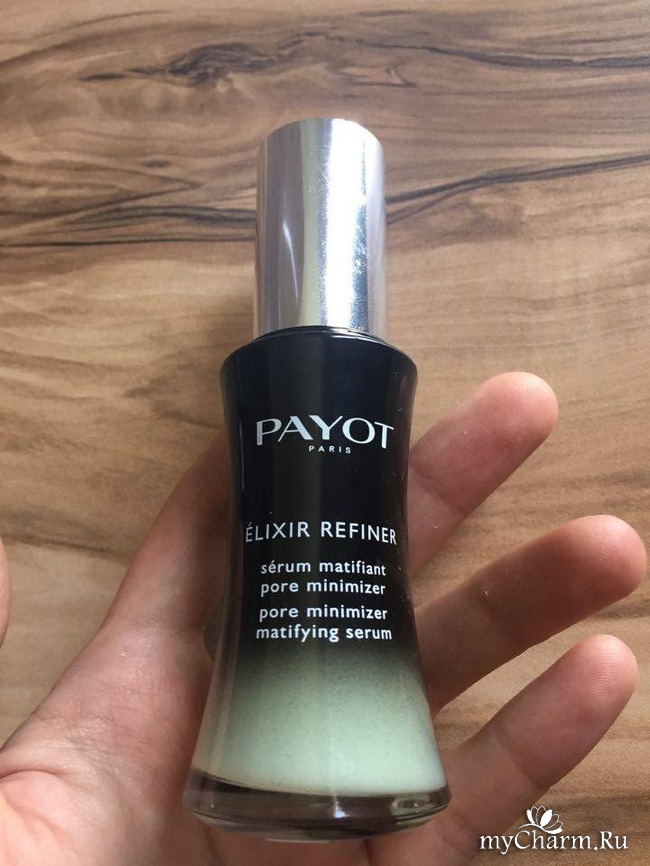 PAYOT
PARIS
ÉLIXIR REFINER
sérum matifiant
pore minimizer
pore minimizer
matifying serum
myCharm.Ru